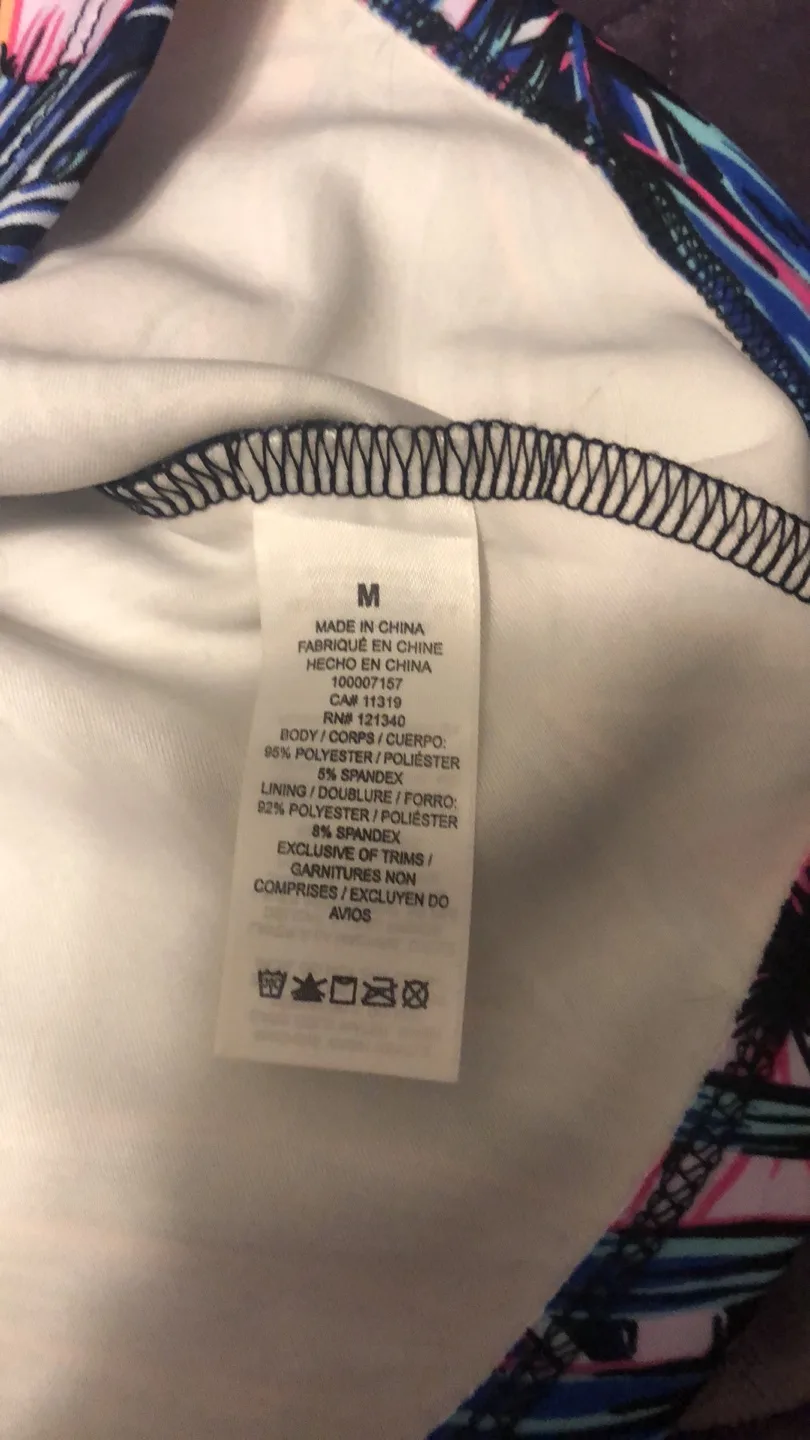 M
MADE IN CHINA
FABRIQUÉ EN CHINE
HECHO EN CHINA
100007157
CA# 11319
RN# 121340
BODY / CORPS / CUERPO:
95% POLYESTER / POLIÉSTER
5% SPANDEX
LINING / DOUBLURE / FORRO:
92% POLYESTER / POLIÉSTER
8% SPANDEX
EXCLUSIVE OF TRIMS /
GARNITURES NON
COMPRISES / EXCLUYEN DO
AVIOS